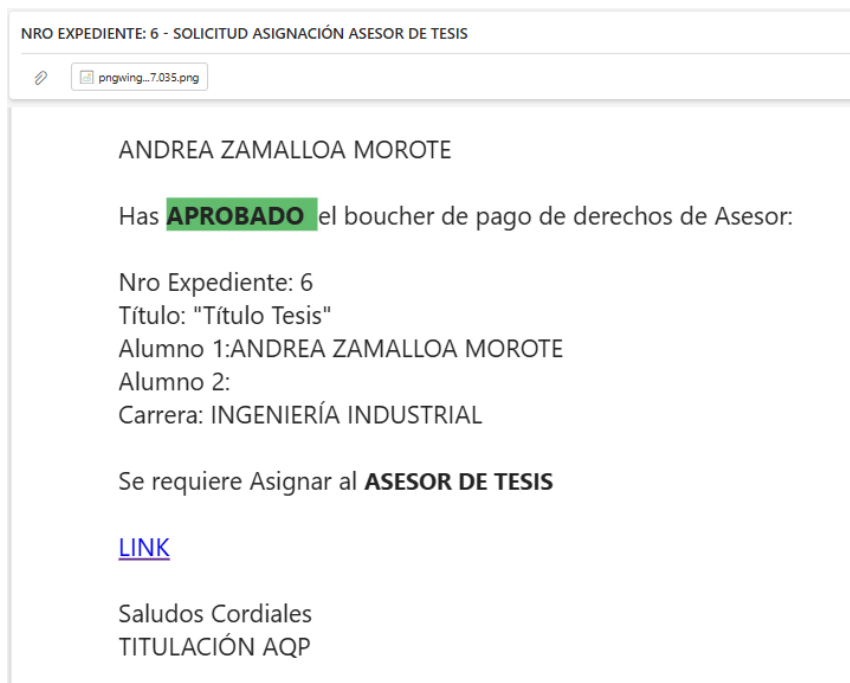 NRO EXPEDIENTE: 6 - SOLICITUD ASIGNACIÓN ASESOR DE TESIS
pngwing...7.035.png
ANDREA ZAMALLOA MOROTE
Has APROBADO el boucher de pago de derechos de Asesor:
Nro Expediente: 6
Título: "Título Tesis"
Alumno 1:ANDREA ZAMALLOA MOROTE
Alumno 2:
Carrera: INGENIERÍA INDUSTRIAL
Se requiere Asignar al ASESOR DE TESIS
LINK
Saludos Cordiales
TITULACIÓN AQP